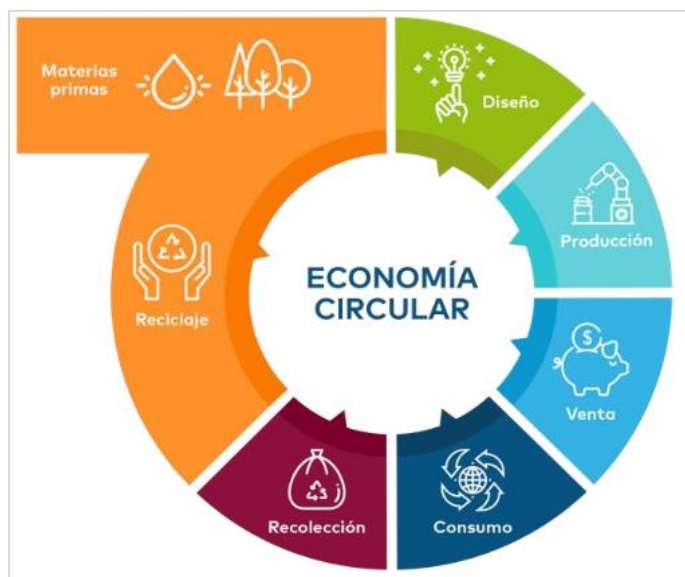 Materias
primas
Diseño
Producción
Venta
Consumo
Recolección
Reciclaje
ECONOMÍA
CIRCULAR
$